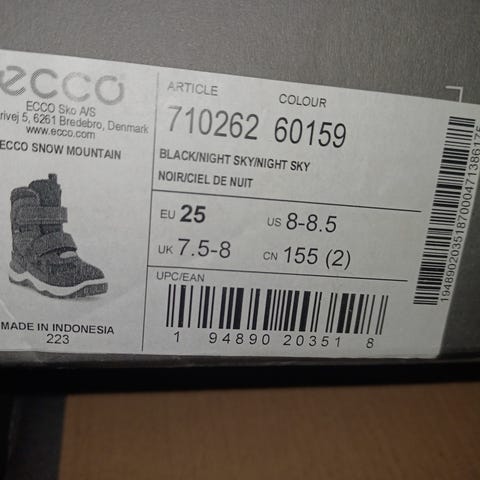 ecco
ECCO Sko A/S
rivej 5, 6261 Bredebro, Denmark
www.ecco.com
ECCO SNOW MOUNTAIN
MADE IN INDONESIA
223
ARTICLE COLOUR
710262 60159
BLACK/NIGHT SKY/NIGHT SKY
NOIR/CIEL DE NUIT
EU 25 US 8-8.5
UK 7.5-8 CN 155 (2)
UPC/EAN
1 94890 20351 8